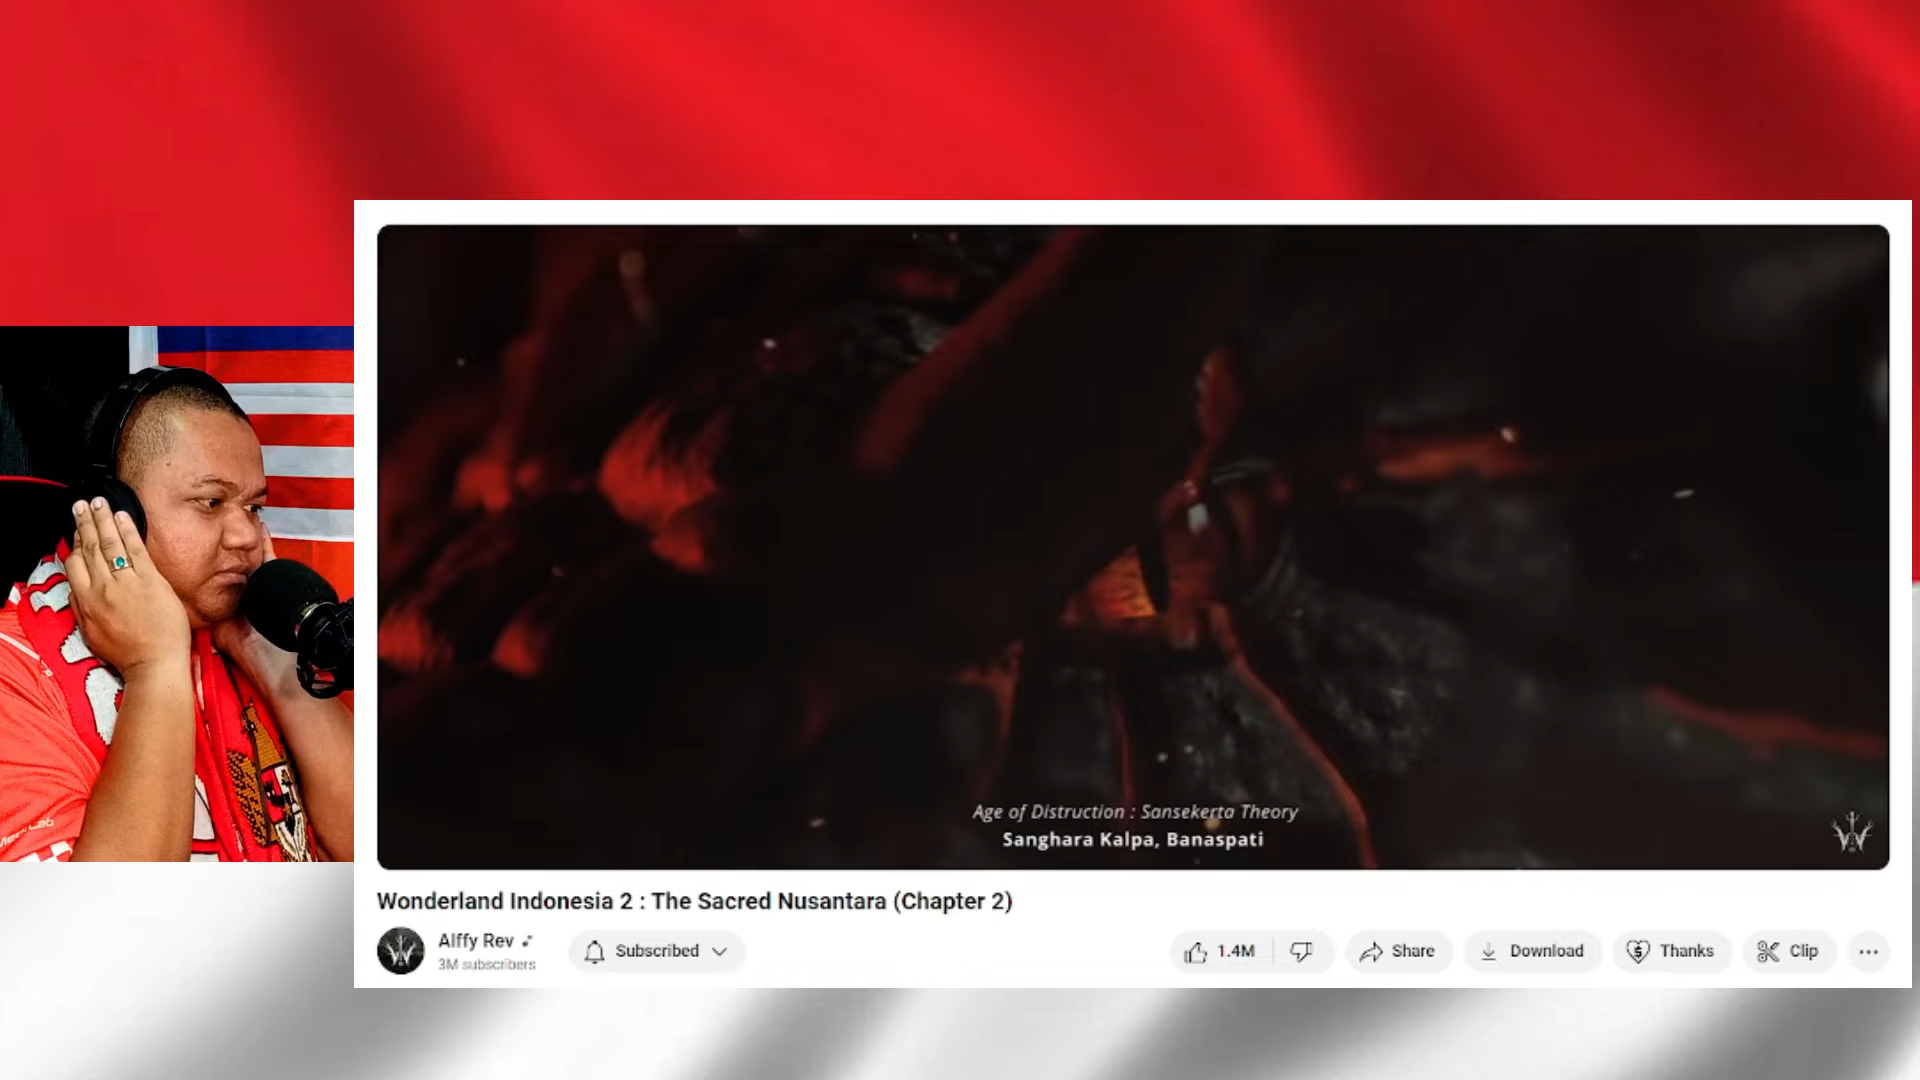 Age of Distruction : Sansekerta Theory
Sanghara Kalpa, Banaspati
Wonderland Indonesia 2 : The Sacred Nusantara (Chapter 2)
Alffy Rev
3M subscribers
Subscribed
1.4M
Share
Download
Thanks
Clip